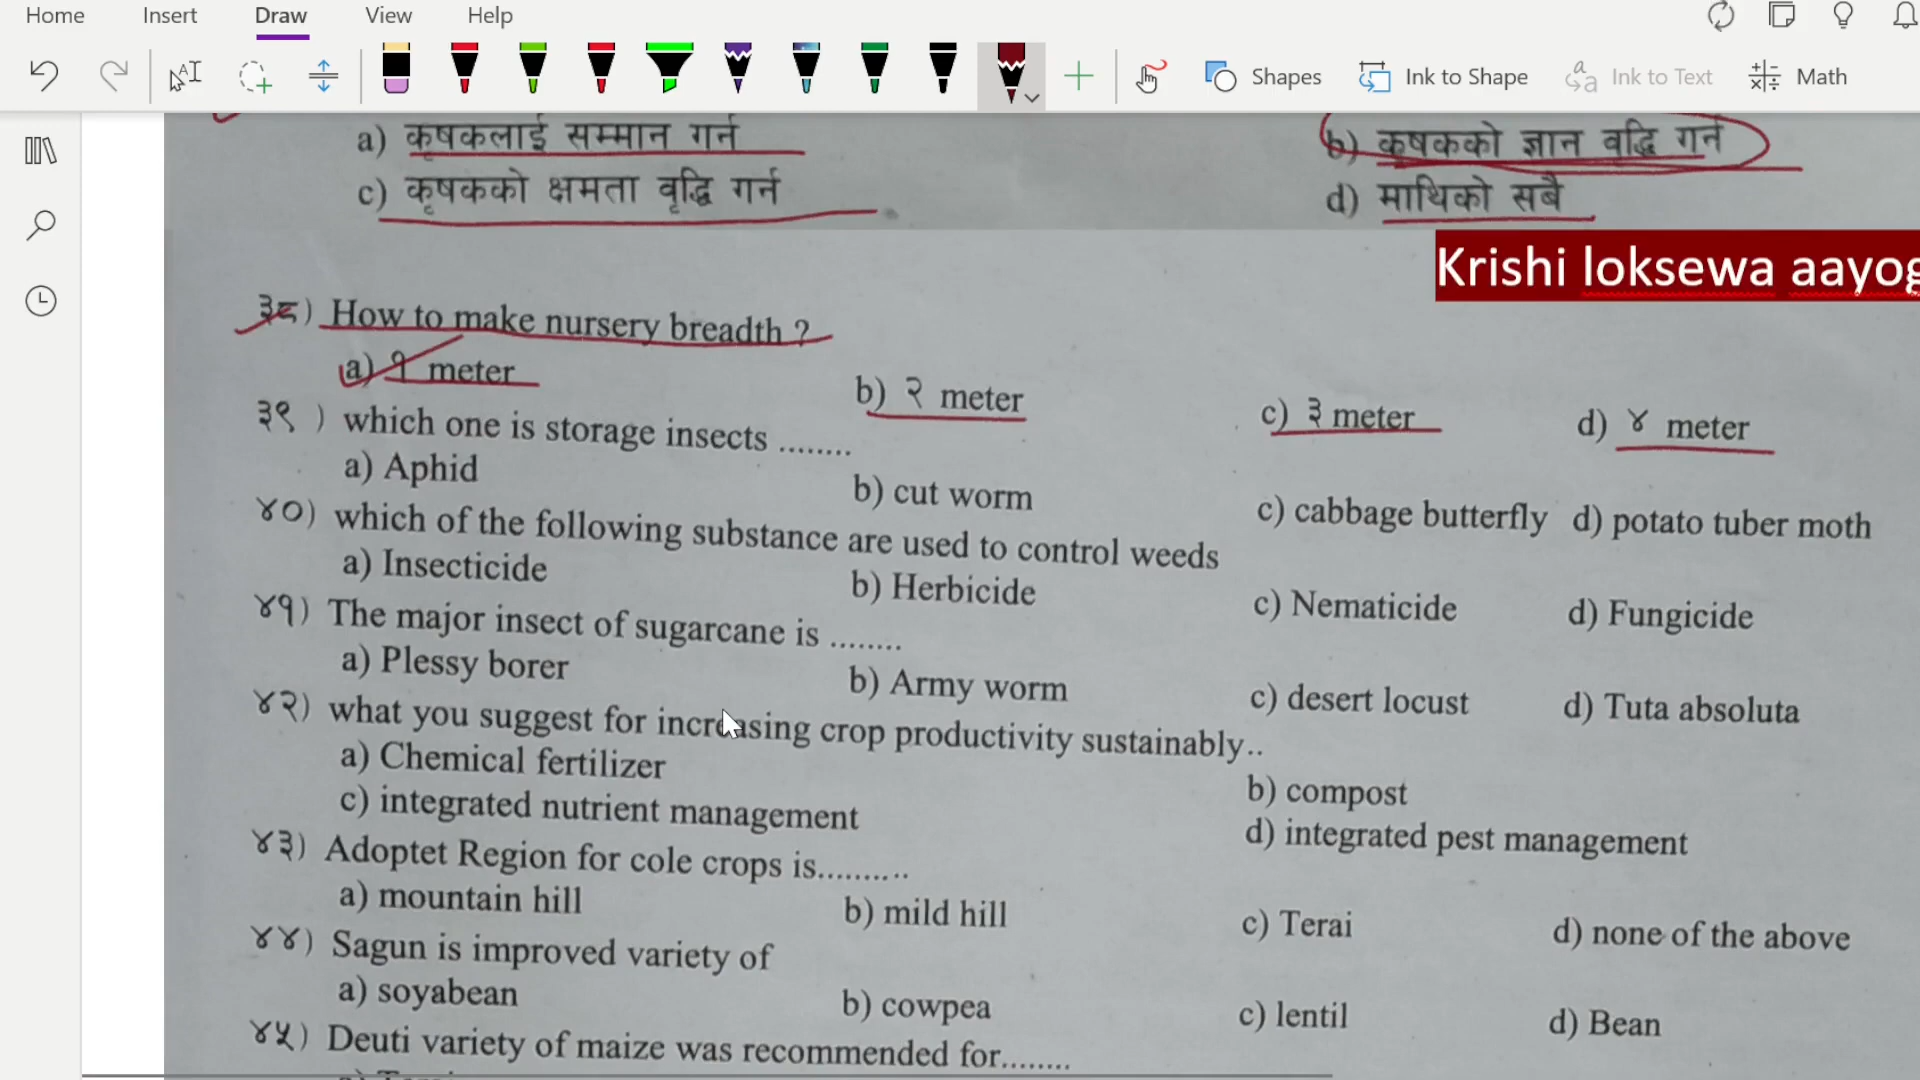 Home Insert Draw View Help
Shapes Ink to Shape Ink to Text Math
a) कृषकलाई सम्मान गर्न b) कृषकको ज्ञान वृद्धि गर्न
c) कृषकको क्षमता वृद्धि गर्न d) माथिको सबै
Krishi loksewa aayog
३८) How to make nursery breadth ?
a) १ meter b) २ meter c) ३ meter d) ४ meter
३९ ) which one is storage insects ........
a) Aphid b) cut worm c) cabbage butterfly d) potato tuber moth
४०) which of the following substance are used to control weeds
a) Insecticide b) Herbicide c) Nematicide d) Fungicide
४१) The major insect of sugarcane is ........
a) Plessy borer b) Army worm c) desert locust d) Tuta absoluta
४२) what you suggest for increasing crop productivity sustainably..
a) Chemical fertilizer b) compost
c) integrated nutrient management d) integrated pest management
४३) Adoptet Region for cole crops is..........
a) mountain hill b) mild hill c) Terai d) none of the above
४४) Sagun is improved variety of
a) soyabean b) cowpea c) lentil d) Bean
४५) Deuti variety of maize was recommended for........